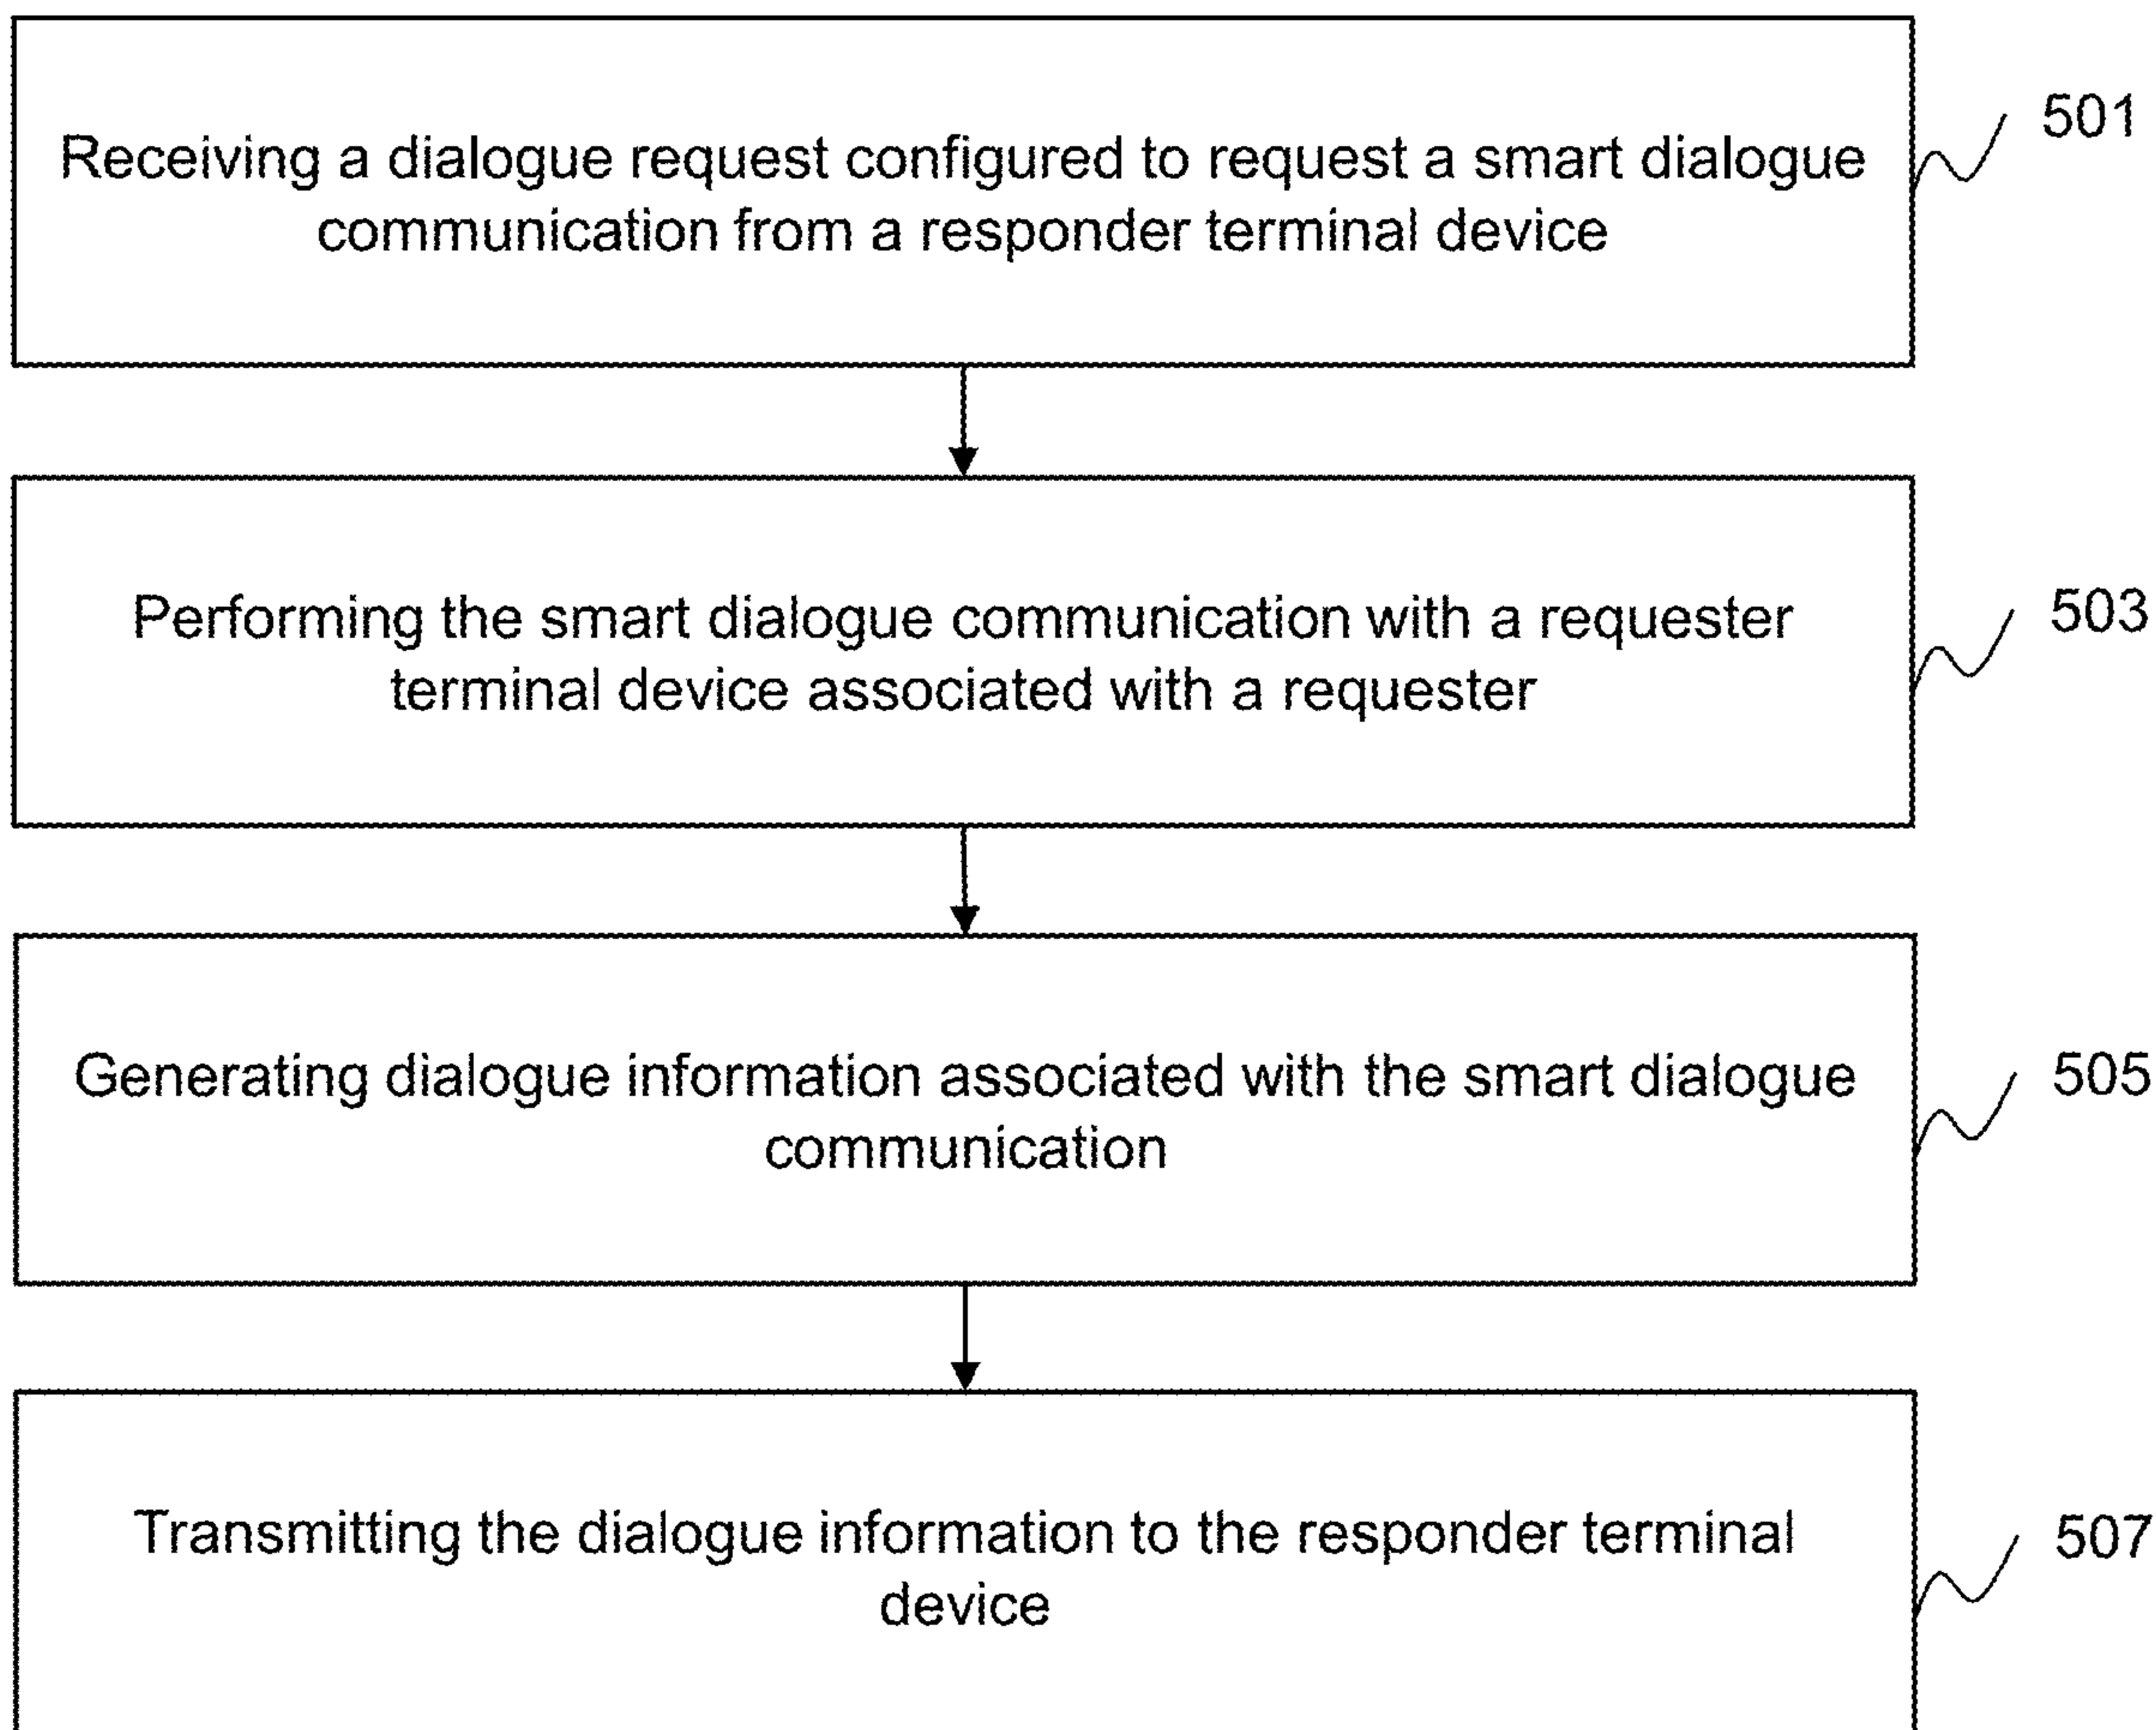 Receiving a dialogue request configured to request a smart dialogue
communication from a responder terminal device
501
Performing the smart dialogue communication with a requester
terminal device associated with a requester
503
Generating dialogue information associated with the smart dialogue
communication
505
Transmitting the dialogue information to the responder terminal
device
507